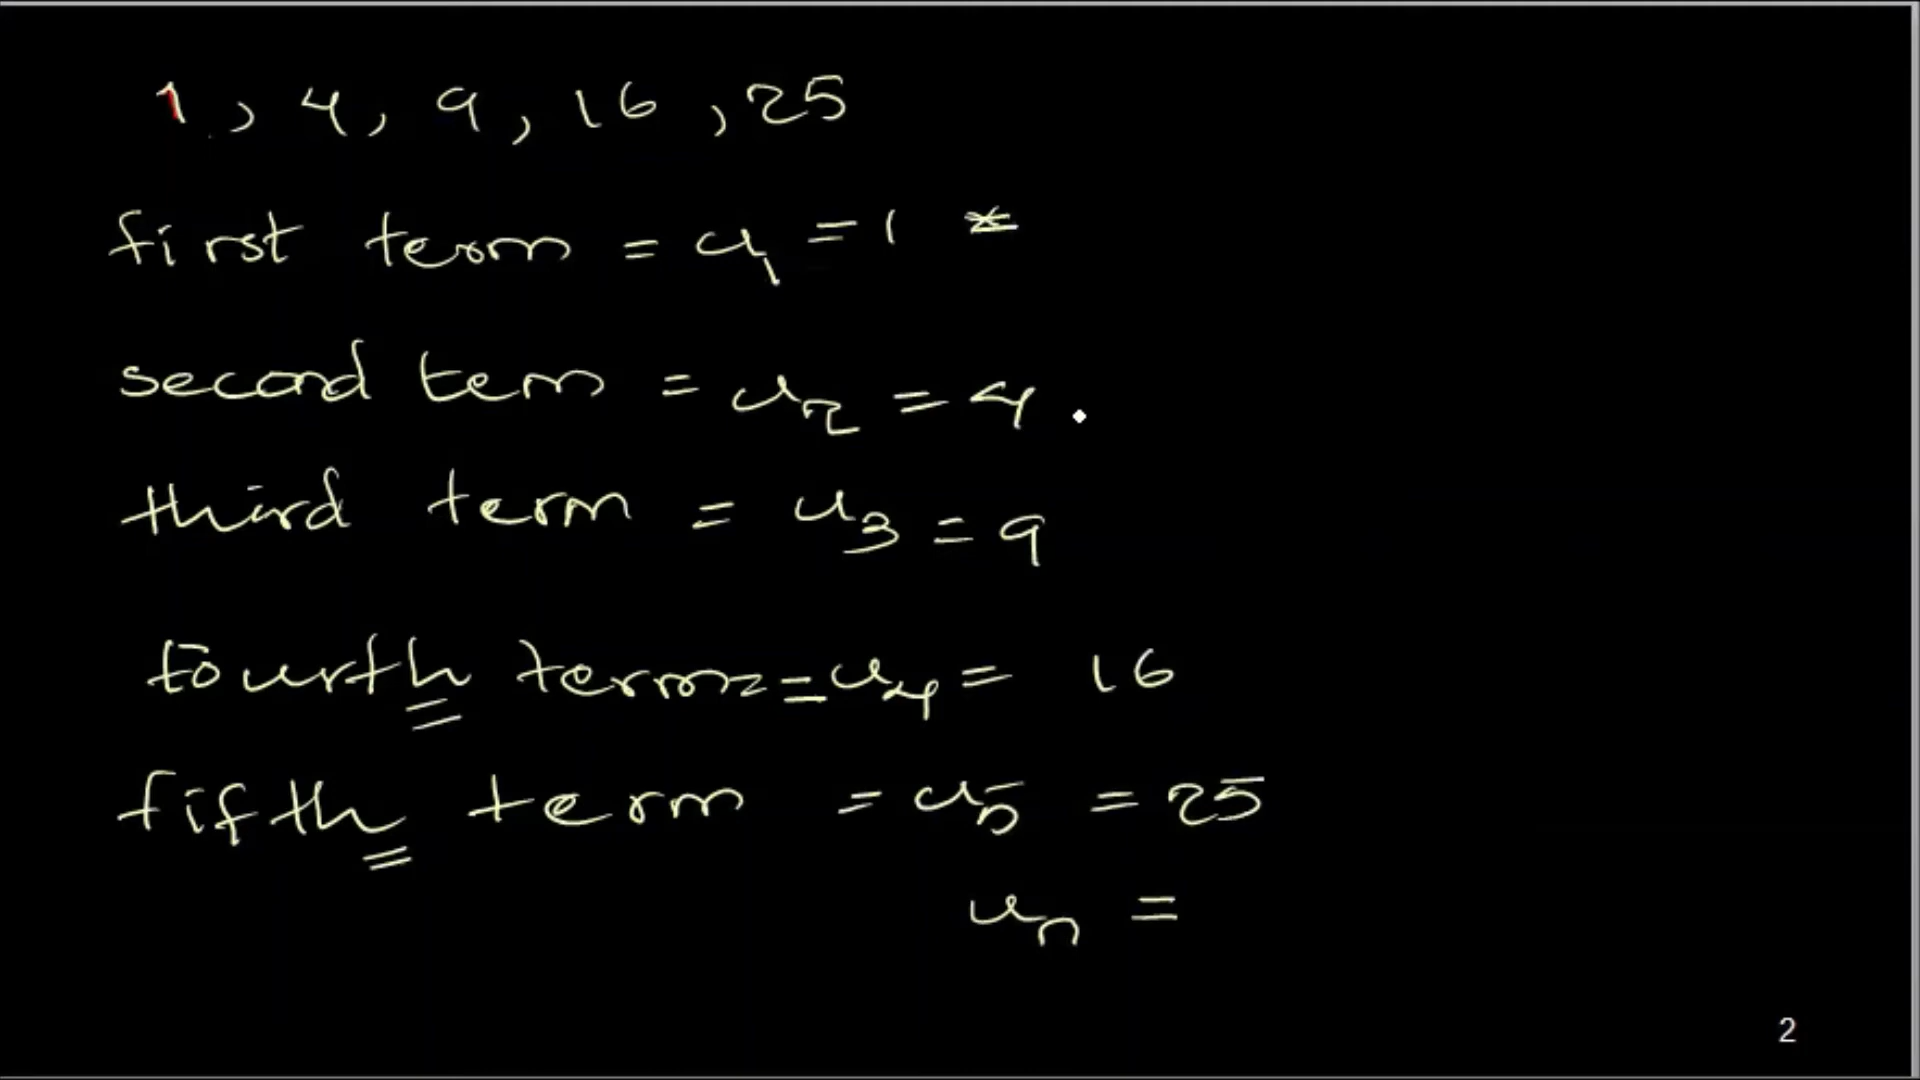 1, 4, 9, 16, 25
first term = u₁ = 1 *
second term = u₂ = 4
third term = u₃ = 9
fourth term = = u₄ = 16
fifth term = u₅ = 25
uₙ =
2